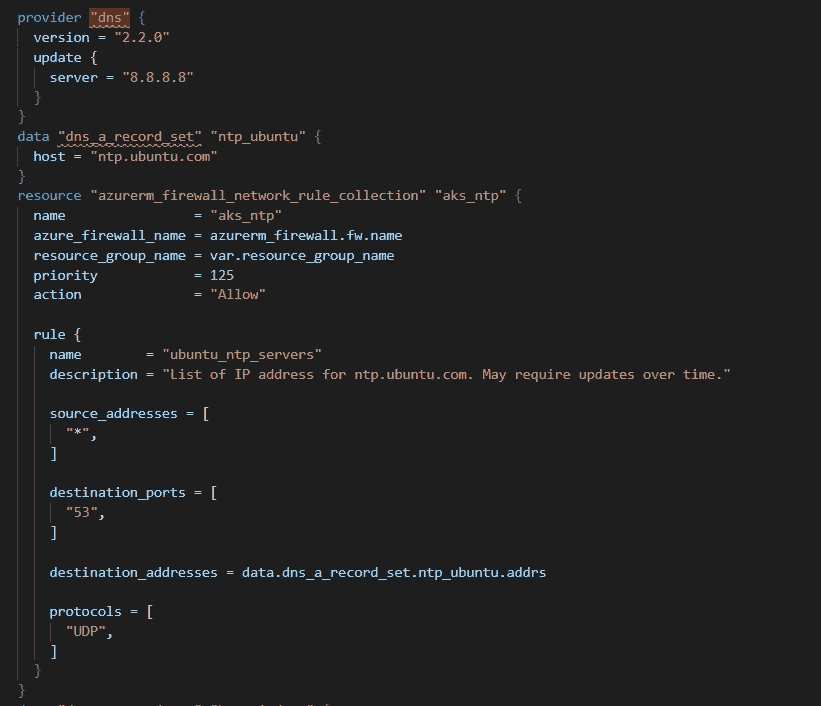 provider "dns" {
  version = "2.2.0"
  update {
    server = "8.8.8.8"
  }
}
data "dns_a_record_set" "ntp_ubuntu" {
  host = "ntp.ubuntu.com"
}
resource "azurerm_firewall_network_rule_collection" "aks_ntp" {
  name                = "aks_ntp"
  azure_firewall_name = azurerm_firewall.fw.name
  resource_group_name = var.resource_group_name
  priority            = 125
  action              = "Allow"

  rule {
    name        = "ubuntu_ntp_servers"
    description = "List of IP address for ntp.ubuntu.com. May require updates over time."

    source_addresses = [
      "*",
    ]

    destination_ports = [
      "53",
    ]

    destination_addresses = data.dns_a_record_set.ntp_ubuntu.addrs

    protocols = [
      "UDP",
    ]
  }
}